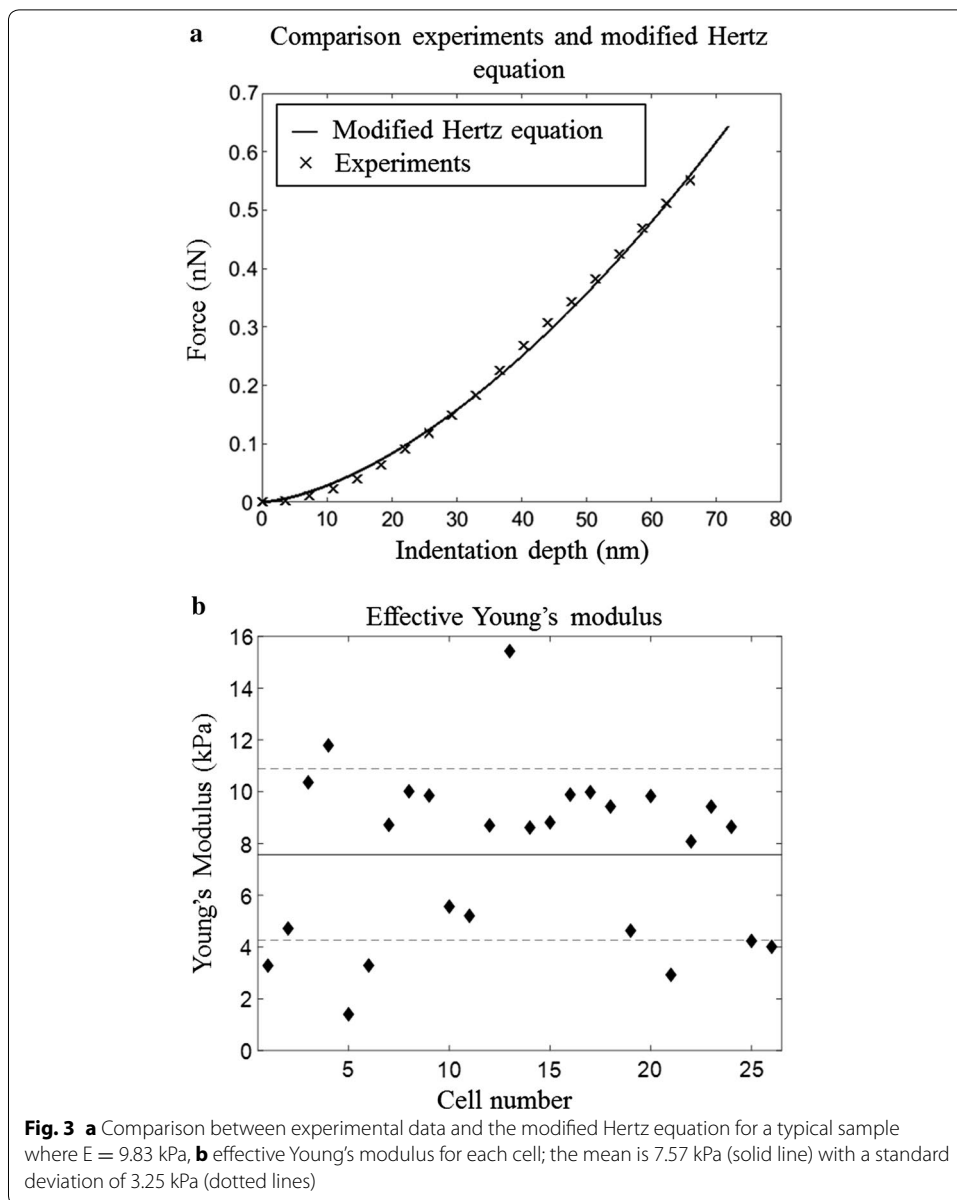 a
Comparison experiments and modified Hertz
equation
0.7
0.6
0.5
0.4
0.3
0.2
0.1
0
Force (nN)
Modified Hertz equation
× Experiments
0 10 20 30 40 50 60 70 80
Indentation depth (nm)
b
Effective Young's modulus
16
14
12
10
8
6
4
2
0
Young's Modulus (kPa)
5 10 15 20 25
Cell number
Fig. 3 a Comparison between experimental data and the modified Hertz equation for a typical sample
where E = 9.83 kPa, b effective Young's modulus for each cell; the mean is 7.57 kPa (solid line) with a standard
deviation of 3.25 kPa (dotted lines)